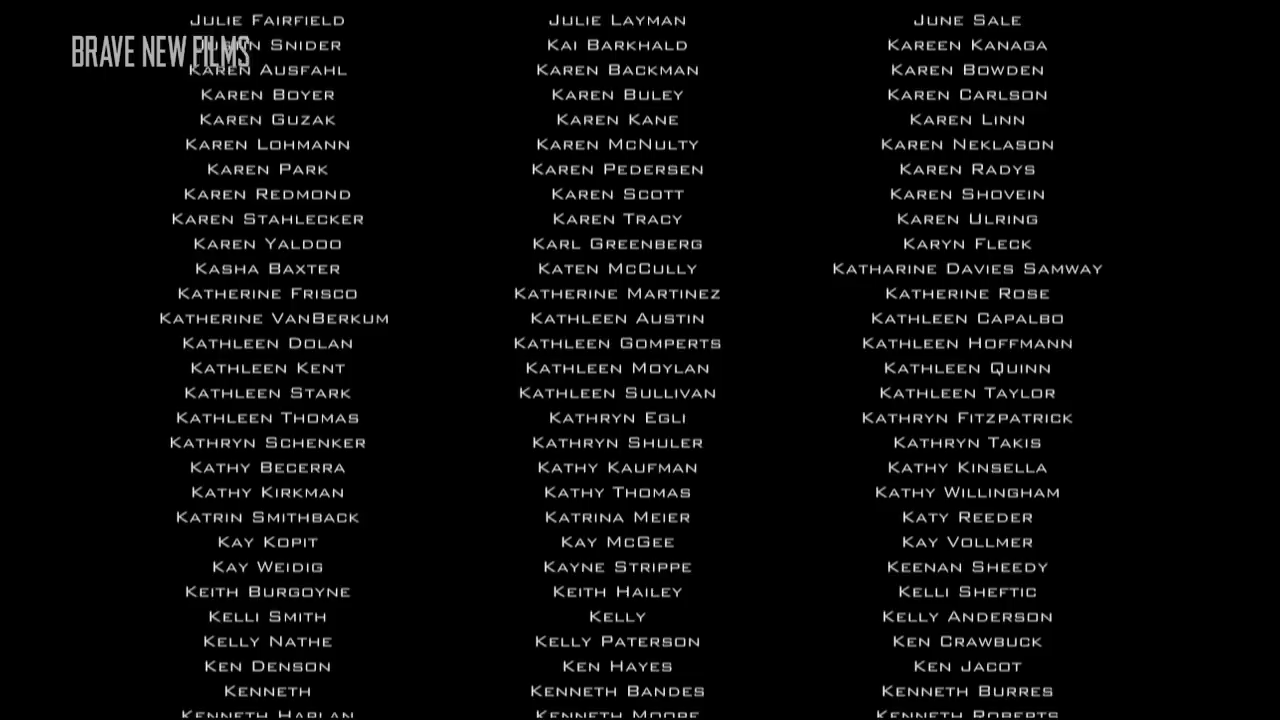 BRAVE NEW FILMS
Julie Fairfield Julie Layman June Sale
Justin Snider Kai Barkhald Kareen Kanaga
Karen Ausfahl Karen Backman Karen Bowden
Karen Boyer Karen Buley Karen Carlson
Karen Guzak Karen Kane Karen Linn
Karen Lohmann Karen McNulty Karen Neklason
Karen Park Karen Pedersen Karen Radys
Karen Redmond Karen Scott Karen Shovein
Karen Stahlecker Karen Tracy Karen Ulring
Karen Yaldoo Karl Greenberg Karyn Fleck
Kasha Baxter Katen McCully Katharine Davies Samway
Katherine Frisco Katherine Martinez Katherine Rose
Katherine VanBerkum Kathleen Austin Kathleen Capalbo
Kathleen Dolan Kathleen Gomperts Kathleen Hoffmann
Kathleen Kent Kathleen Moylan Kathleen Quinn
Kathleen Stark Kathleen Sullivan Kathleen Taylor
Kathleen Thomas Kathryn Egli Kathryn Fitzpatrick
Kathryn Schenker Kathryn Shuler Kathryn Takis
Kathy Becerra Kathy Kaufman Kathy Kinsella
Kathy Kirkman Kathy Thomas Kathy Willingham
Katrin Smithback Katrina Meier Katy Reeder
Kay Kopit Kay McGee Kay Vollmer
Kay Weidig Kayne Strippe Keenan Sheedy
Keith Burgoyne Keith Hailey Kelli Sheftic
Kelli Smith Kelly Kelly Anderson
Kelly Nathe Kelly Paterson Ken Crawbuck
Ken Denson Ken Hayes Ken Jacot
Kenneth Kenneth Bandes Kenneth Burres
Kenneth Harlan Kenneth Moore Kenneth Roberts